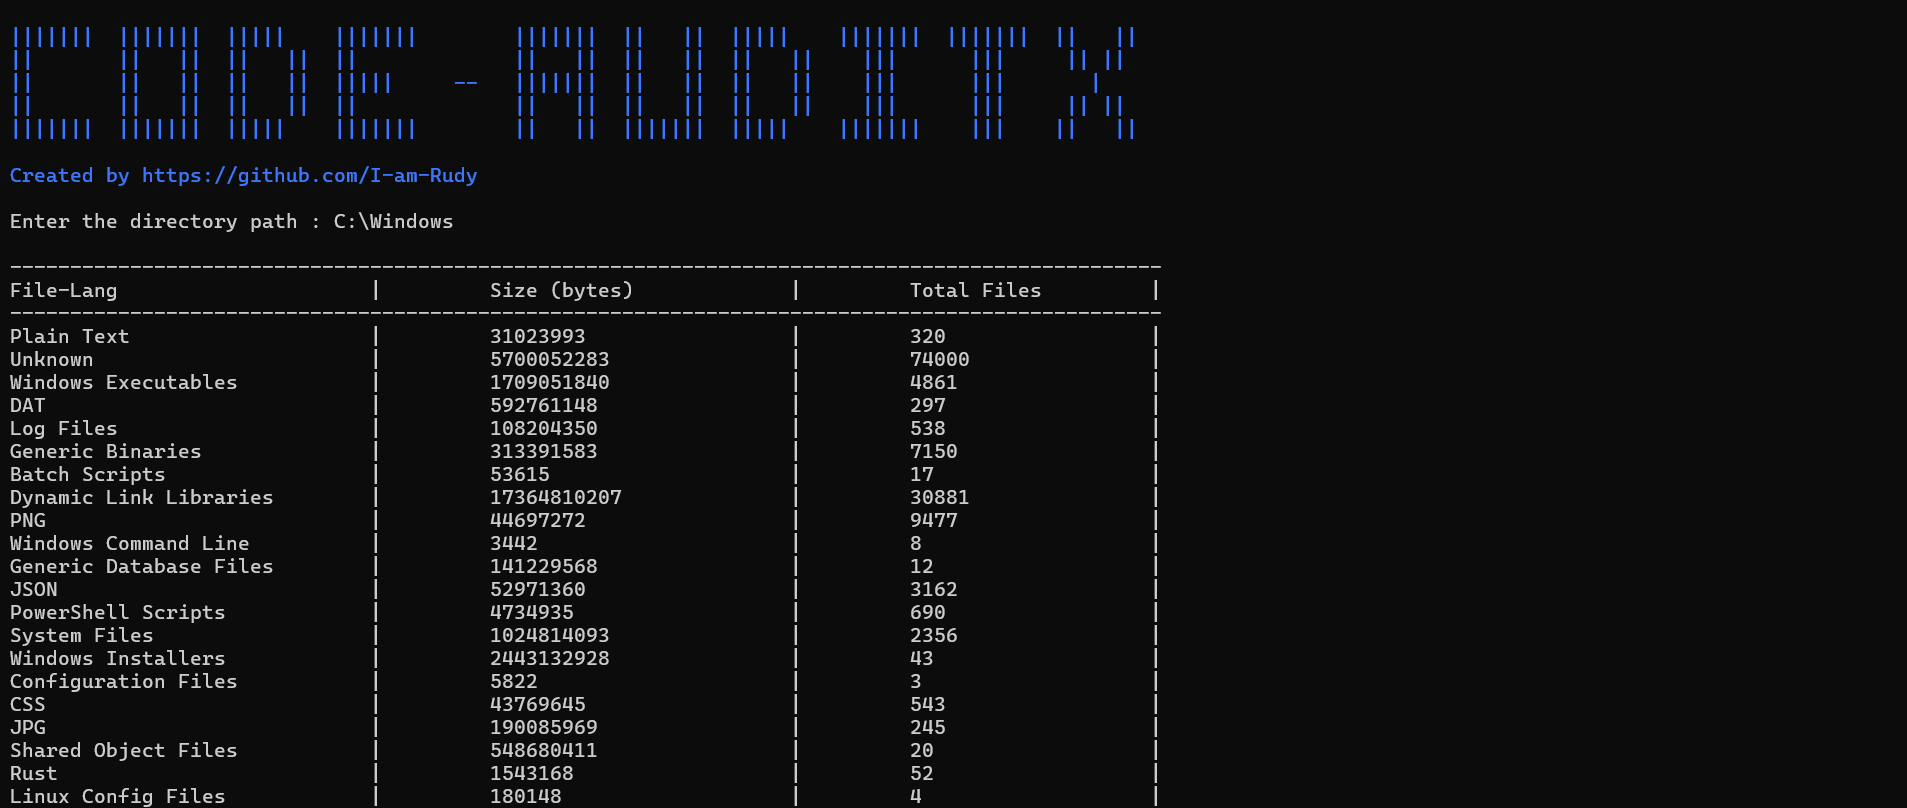 CODE -- AUDITX
Created by https://github.com/I-am-Rudy
Enter the directory path : C:\Windows
File-Lang | Size (bytes) | Total Files |
Plain Text | 31023993 | 320 |
Unknown | 5700052283 | 74000 |
Windows Executables | 1709051840 | 4861 |
DAT | 592761148 | 297 |
Log Files | 108204350 | 538 |
Generic Binaries | 313391583 | 7150 |
Batch Scripts | 53615 | 17 |
Dynamic Link Libraries | 17364810207 | 30881 |
PNG | 44697272 | 9477 |
Windows Command Line | 3442 | 8 |
Generic Database Files | 141229568 | 12 |
JSON | 52971360 | 3162 |
PowerShell Scripts | 4734935 | 690 |
System Files | 1024814093 | 2356 |
Windows Installers | 2443132928 | 43 |
Configuration Files | 5822 | 3 |
CSS | 43769645 | 543 |
JPG | 190085969 | 245 |
Shared Object Files | 548680411 | 20 |
Rust | 1543168 | 52 |
Linux Config Files | 180148 | 4 |